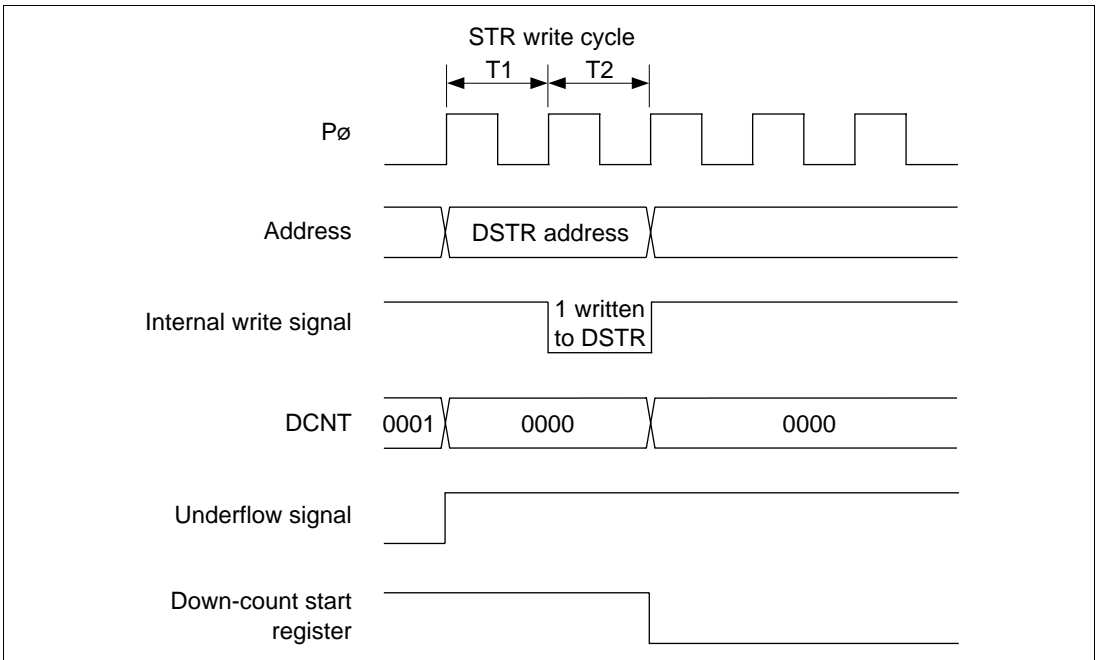 STR write cycle
T1 T2
Pø
Address DSTR address
Internal write signal 1 written
to DSTR
DCNT 0001 0000 0000
Underflow signal
Down-count start
register